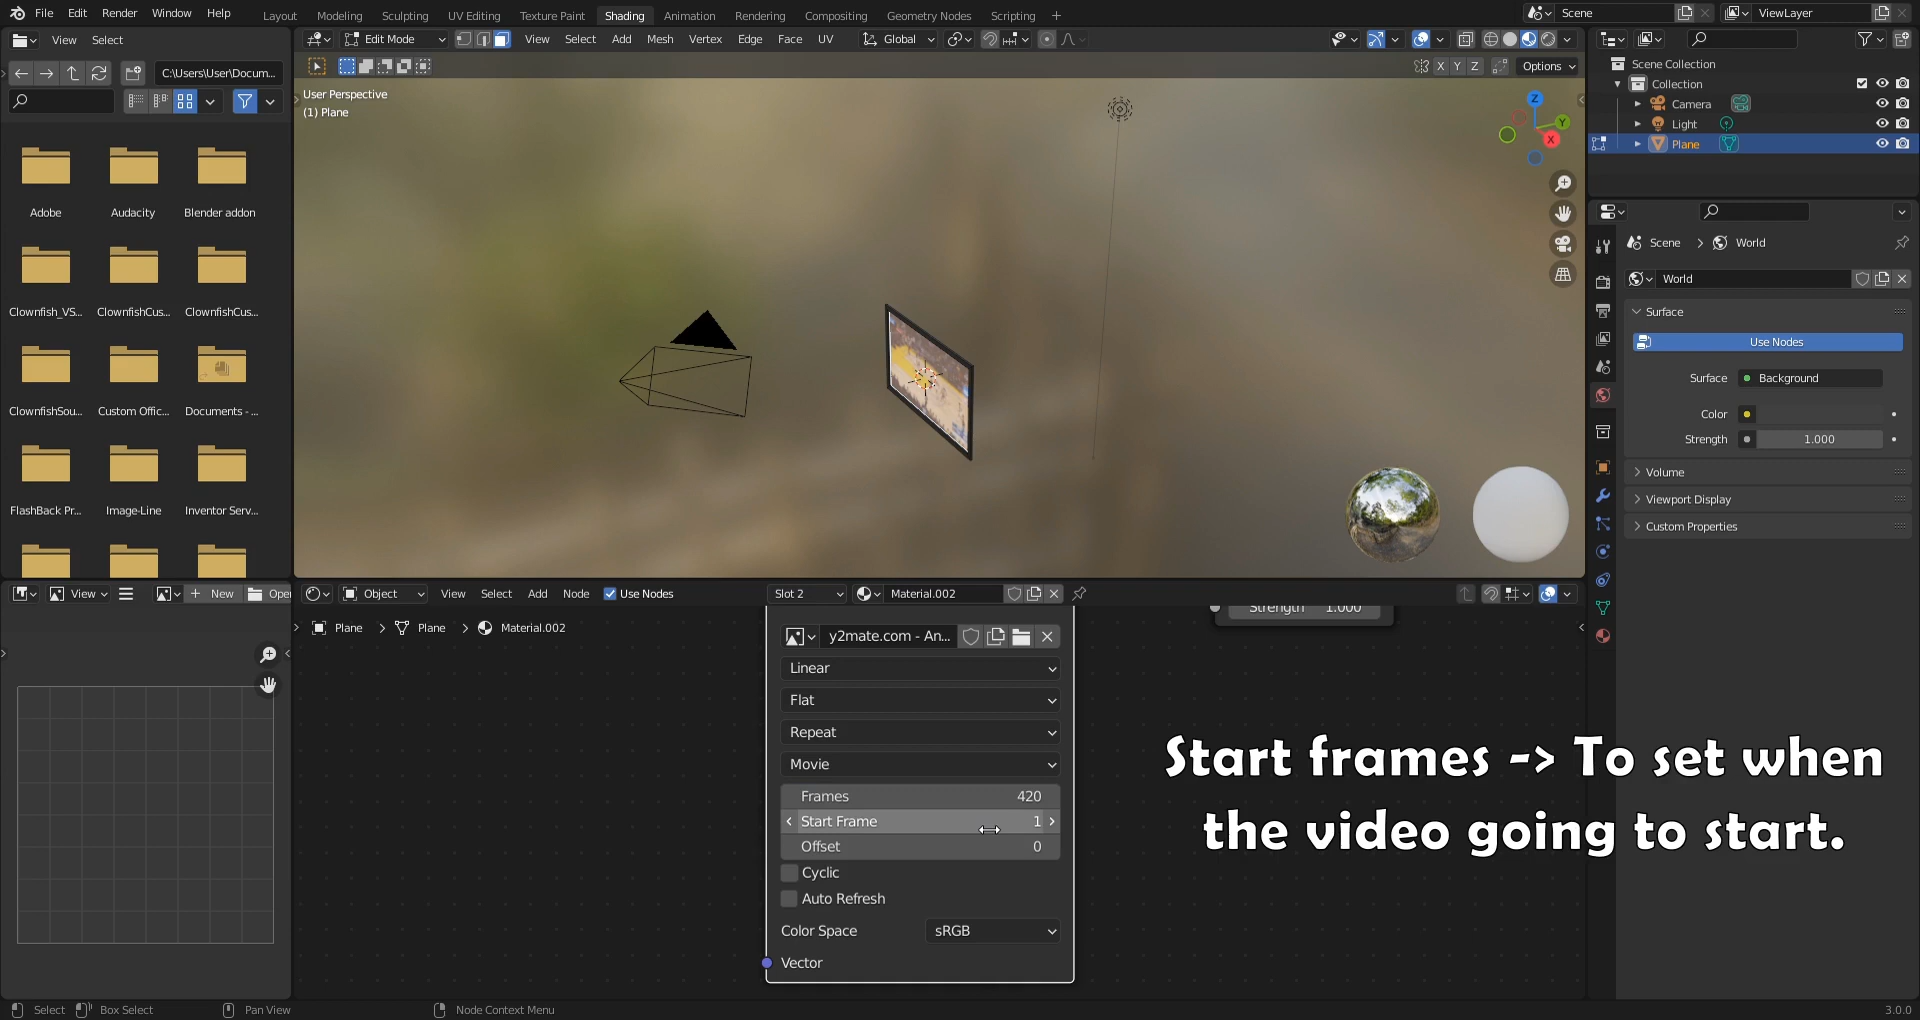 File Edit Render Window Help Layout Modeling Sculpting UV Editing Texture Paint Shading Animation Rendering Compositing Geometry Nodes Scripting + Scene ViewLayer
View Select
C:\Users\User\Docum...
Adobe Audacity Blender addon
Clownfish_VS... ClownfishCus... ClownfishCus...
ClownfishSou... Custom Offic... Documents - ...
FlashBack Pr... Image-Line Inventor Serv...
Edit Mode View Select Add Mesh Vertex Edge Face UV Global
X Y Z Options
User Perspective
(1) Plane
Z
Y
X
Scene Collection
Collection
Camera
Light
Plane
Scene > World
World
Surface
Use Nodes
Surface Background
Color
Strength 1.000
Volume
Viewport Display
Custom Properties
View + New Open
Object View Select Add Node Use Nodes Slot 2 Material.002
Plane > Plane > Material.002
Strength 1.000
y2mate.com - An...
Linear
Flat
Repeat
Movie
Frames 420
Start Frame 1
Offset 0
Cyclic
Auto Refresh
Color Space sRGB
Vector
Start frames -> To set when
the video going to start.
Select Box Select Pan View Node Context Menu 3.0.0